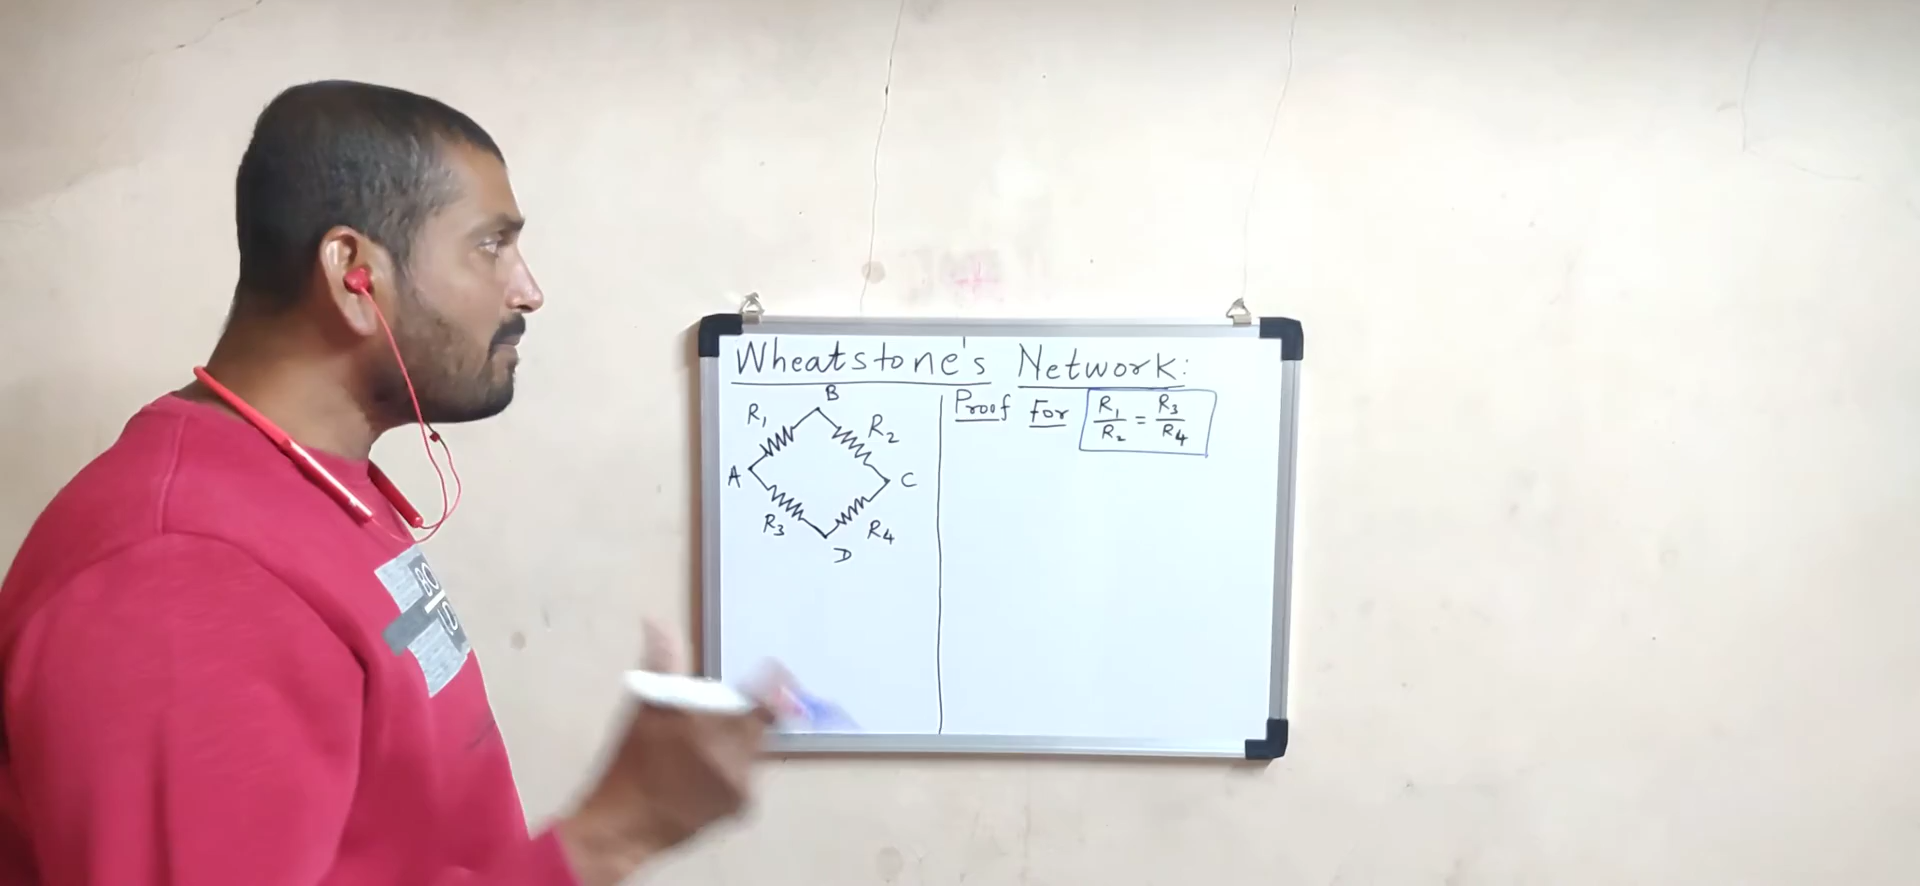 Wheatstone's Network:
B
R₁
R₂
A
C
R₃
R₄
D
Proof For R₁/R₂ = R₃/R₄